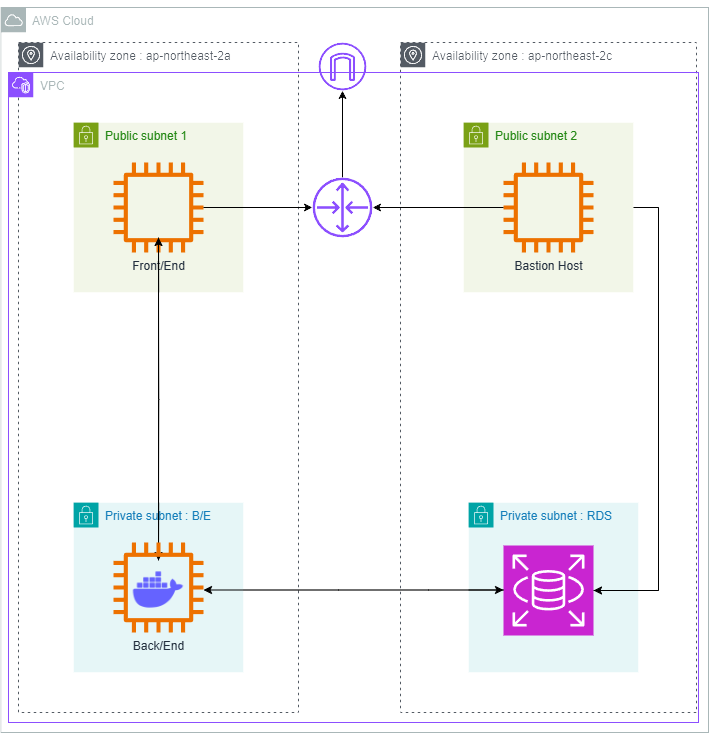 AWS Cloud
Availability zone : ap-northeast-2a
Availability zone : ap-northeast-2c
VPC
Public subnet 1
Public subnet 2
Front/End
Bastion Host
Private subnet : B/E
Private subnet : RDS
Back/End